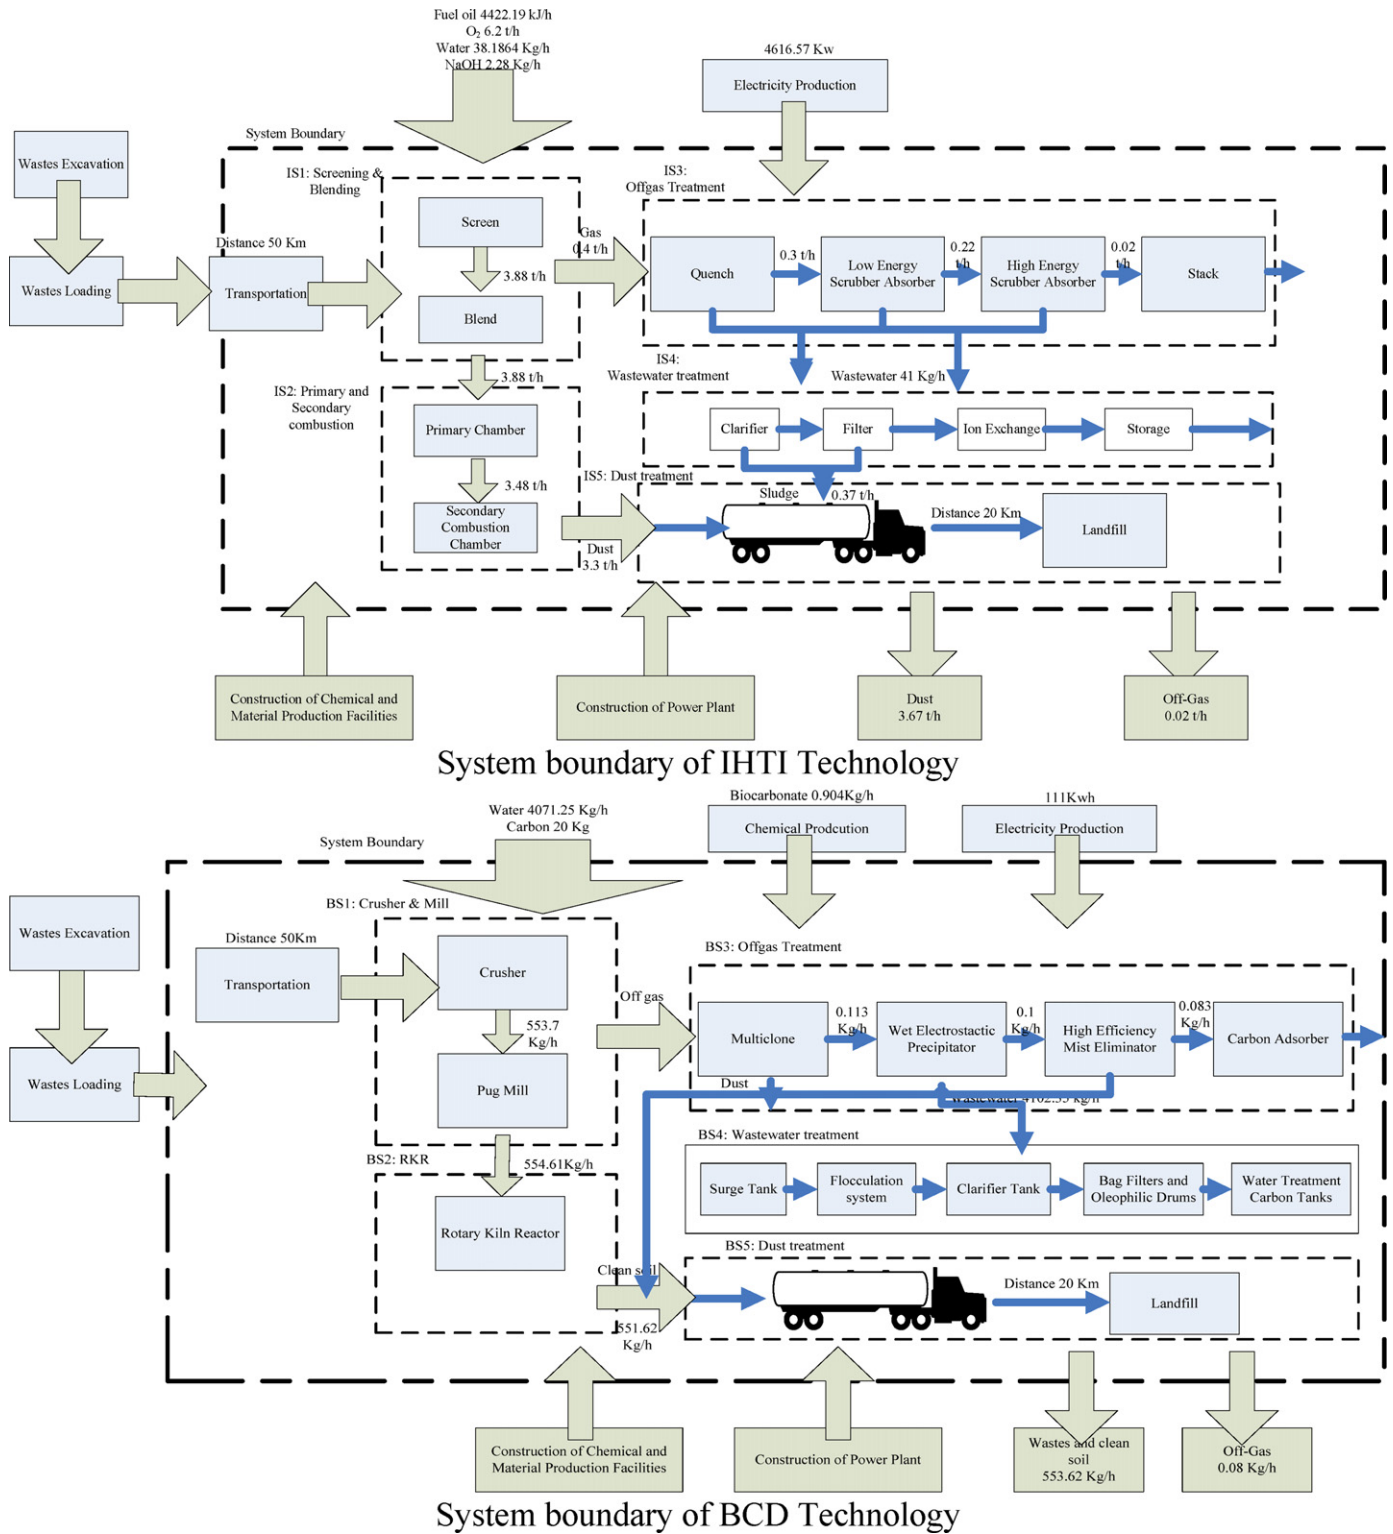 Fuel oil 4422.19 kJ/h
O2 6.2 t/h
Water 38.1864 Kg/h
NaOH 2.28 Kg/h
4616.57 Kw
Electricity Production
System Boundary
Wastes Excavation
IS1: Screening &
Blending
IS3:
Offgas Treatment
Screen
Gas
0.4 t/h
Distance 50 Km
Wastes Loading
Transportation
3.88 t/h
Blend
Quench
0.3 t/h
Low Energy
Scrubber Absorber
0.22
t/h
High Energy
Scrubber Absorber
0.02
t/h
Stack
3.88 t/h
IS4:
Wastewater treatment
Wastewater 41 Kg/h
IS2: Primary and
Secondary
combustion
Primary Chamber
Clarifier
Filter
Ion Exchange
Storage
3.48 t/h
IS5: Dust treatment
Secondary
Combustion
Chamber
Sludge
0.37 t/h
Distance 20 Km
Landfill
Dust
3.3 t/h
Construction of Chemical and
Material Production Facilities
Construction of Power Plant
Dust
3.67 t/h
Off-Gas
0.02 t/h
System boundary of IHTI Technology
Water 4071.25 Kg/h
Carbon 20 Kg
Biocarbonate 0.904Kg/h
Chemical Prodcution
111Kwh
Electricity Production
System Boundary
Wastes Excavation
BS1: Crusher & Mill
Distance 50Km
Transportation
Crusher
BS3: Offgas Treatment
Off gas
553.7
Kg/h
Multiclone
0.113
Kg/h
Wet Electrostactic
Precipitator
0.1
Kg/h
High Efficiency
Mist Eliminator
0.083
Kg/h
Carbon Adsorber
Wastes Loading
Pug Mill
Dust
Wastewater 4102.35 kg/h
BS4: Wastewater treatment
BS2: RKR
554.61Kg/h
Surge Tank
Flocculation
system
Clarifier Tank
Bag Filters and
Oleophilic Drums
Water Treatment
Carbon Tanks
Rotary Kiln Reactor
BS5: Dust treatment
Clean soil
Distance 20 Km
Landfill
551.62
Kg/h
Construction of Chemical and
Material Production Facilities
Construction of Power Plant
Wastes and clean
soil
553.62 Kg/h
Off-Gas
0.08 Kg/h
System boundary of BCD Technology